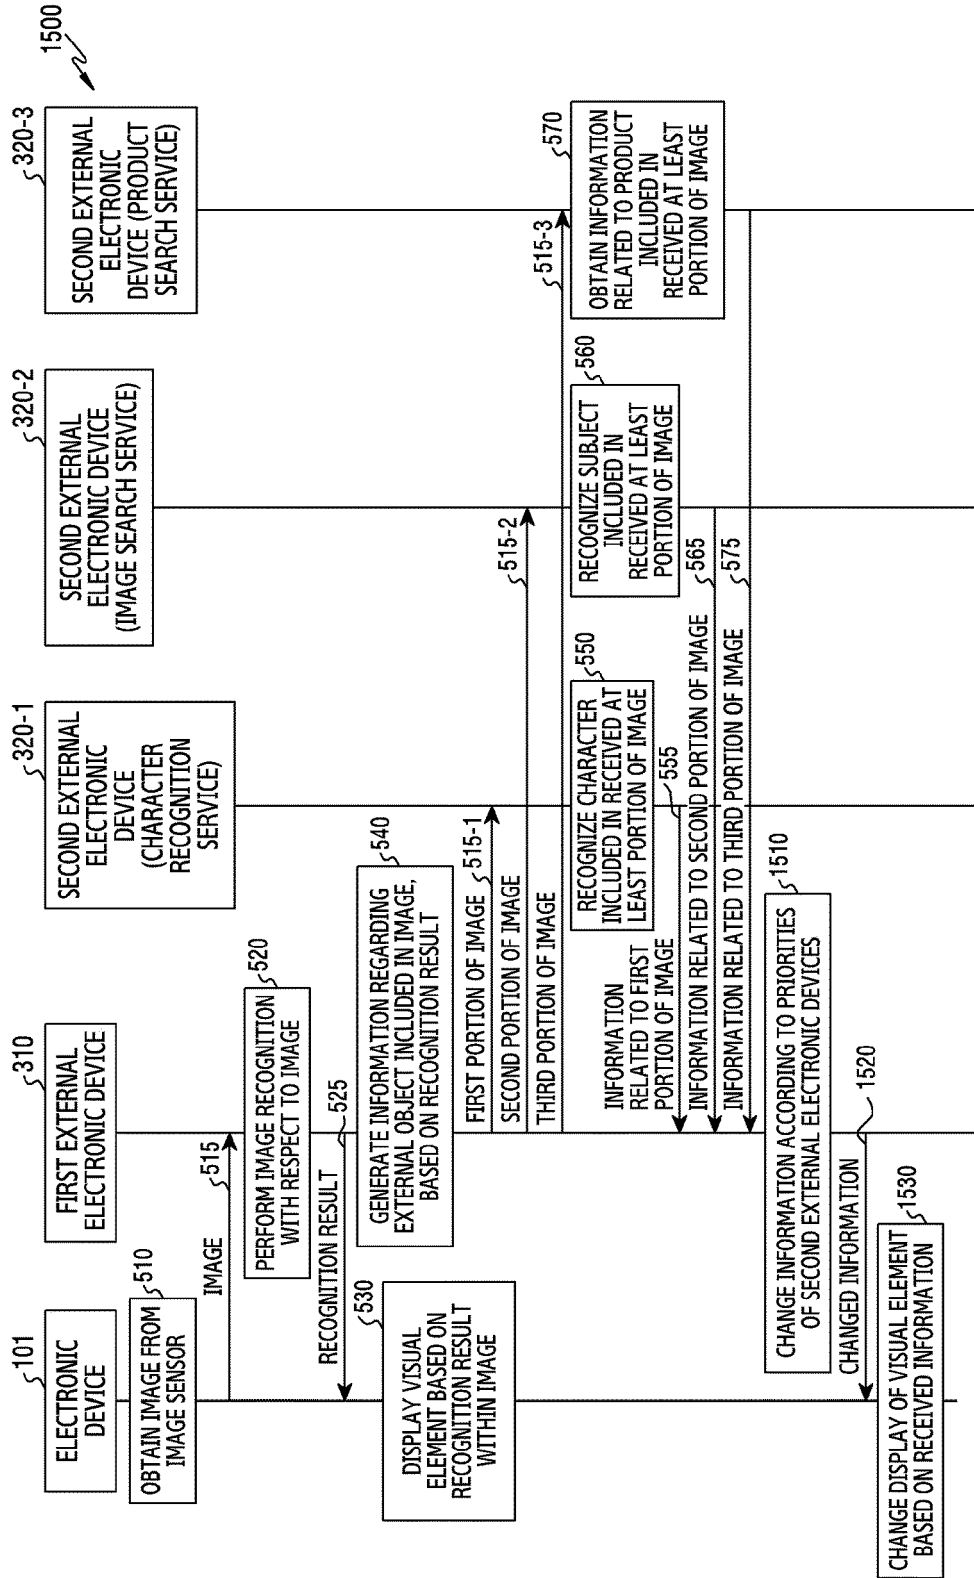 1500
101
ELECTRONIC
DEVICE
310
FIRST EXTERNAL
ELECTRONIC DEVICE
320-1
SECOND EXTERNAL
ELECTRONIC
DEVICE
(CHARACTER
RECOGNITION
SERVICE)
320-2
SECOND EXTERNAL
ELECTRONIC DEVICE
(IMAGE SEARCH SERVICE)
320-3
SECOND EXTERNAL
ELECTRONIC
DEVICE (PRODUCT
SEARCH SERVICE)
510
OBTAIN IMAGE FROM
IMAGE SENSOR
IMAGE
515
520
PERFORM IMAGE RECOGNITION
WITH RESPECT TO IMAGE
RECOGNITION RESULT
525
530
DISPLAY VISUAL
ELEMENT BASED ON
RECOGNITION RESULT
WITHIN IMAGE
540
GENERATE INFORMATION REGARDING
EXTERNAL OBJECT INCLUDED IN IMAGE,
BASED ON RECOGNITION RESULT
FIRST PORTION OF IMAGE
515-1
SECOND PORTION OF IMAGE
515-2
THIRD PORTION OF IMAGE
515-3
550
RECOGNIZE CHARACTER
INCLUDED IN RECEIVED AT
LEAST PORTION OF IMAGE
560
RECOGNIZE SUBJECT
INCLUDED IN
RECEIVED AT LEAST
PORTION OF IMAGE
570
OBTAIN INFORMATION
RELATED TO PRODUCT
INCLUDED IN
RECEIVED AT LEAST
PORTION OF IMAGE
INFORMATION
RELATED TO FIRST
PORTION OF IMAGE
555
INFORMATION RELATED TO SECOND PORTION OF IMAGE
565
INFORMATION RELATED TO THIRD PORTION OF IMAGE
575
1510
CHANGE INFORMATION ACCORDING TO PRIORITIES
OF SECOND EXTERNAL ELECTRONIC DEVICES
CHANGED INFORMATION
1520
1530
CHANGE DISPLAY OF VISUAL ELEMENT
BASED ON RECEIVED INFORMATION